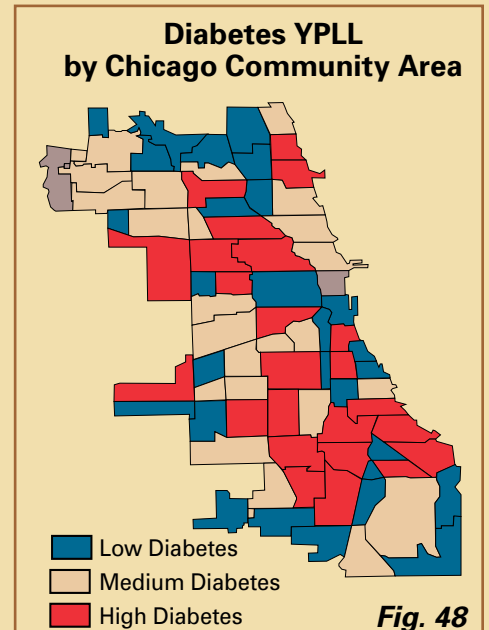 Diabetes YPLL
by Chicago Community Area
Low Diabetes
Medium Diabetes
High Diabetes
Fig. 48